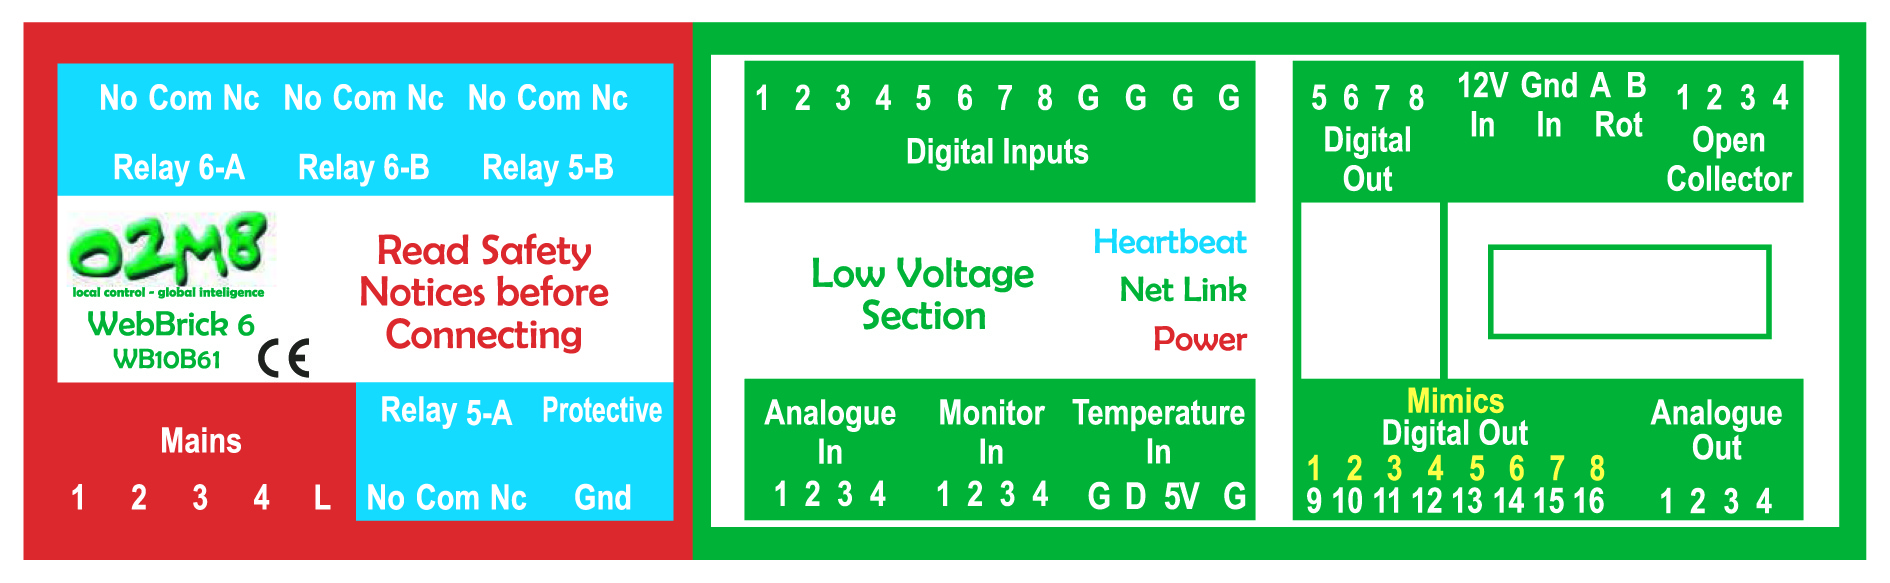 No Com Nc No Com Nc No Com Nc
Relay 6-A Relay 6-B Relay 5-B
O2M8
local control - global inteligence
WebBrick 6
WB10B61
CE
Read Safety
Notices before
Connecting
Mains
1 2 3 4 L
Relay 5-A Protective
No Com Nc Gnd
1 2 3 4 5 6 7 8 G G G G
Digital Inputs
Low Voltage
Section
Heartbeat
Net Link
Power
Analogue
In
1 2 3 4
Monitor
In
1 2 3 4
Temperature
In
G D 5V G
5 6 7 8
Digital
Out
12V Gnd A B
In In Rot
1 2 3 4
Open
Collector
Mimics
Digital Out
1 2 3 4 5 6 7 8
9 10 11 12 13 14 15 16
Analogue
Out
1 2 3 4